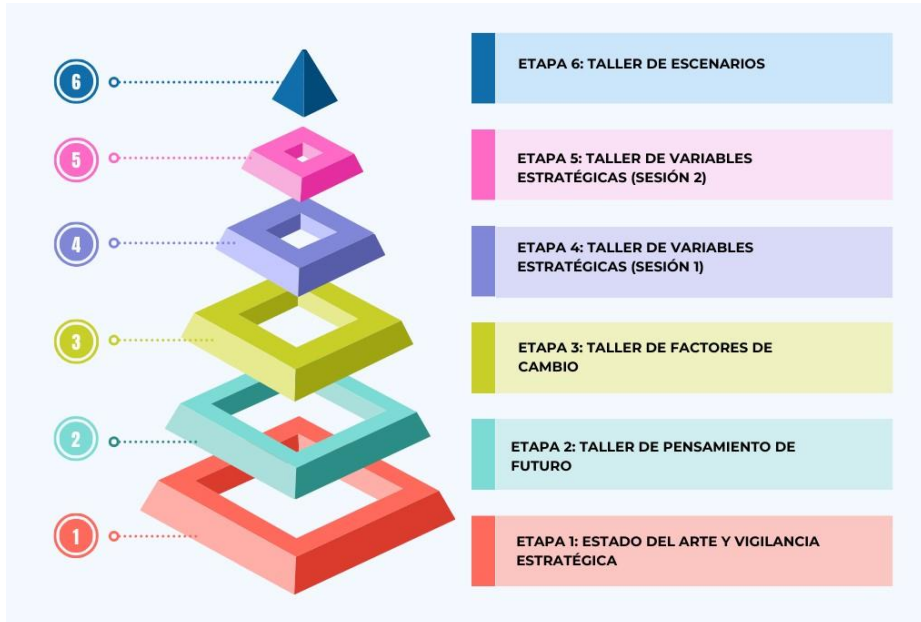 6
ETAPA 6: TALLER DE ESCENARIOS
5
ETAPA 5: TALLER DE VARIABLES
ESTRATÉGICAS (SESIÓN 2)
4
ETAPA 4: TALLER DE VARIABLES
ESTRATÉGICAS (SESIÓN 1)
3
ETAPA 3: TALLER DE FACTORES DE
CAMBIO
2
ETAPA 2: TALLER DE PENSAMIENTO DE
FUTURO
1
ETAPA 1: ESTADO DEL ARTE Y VIGILANCIA
ESTRATÉGICA